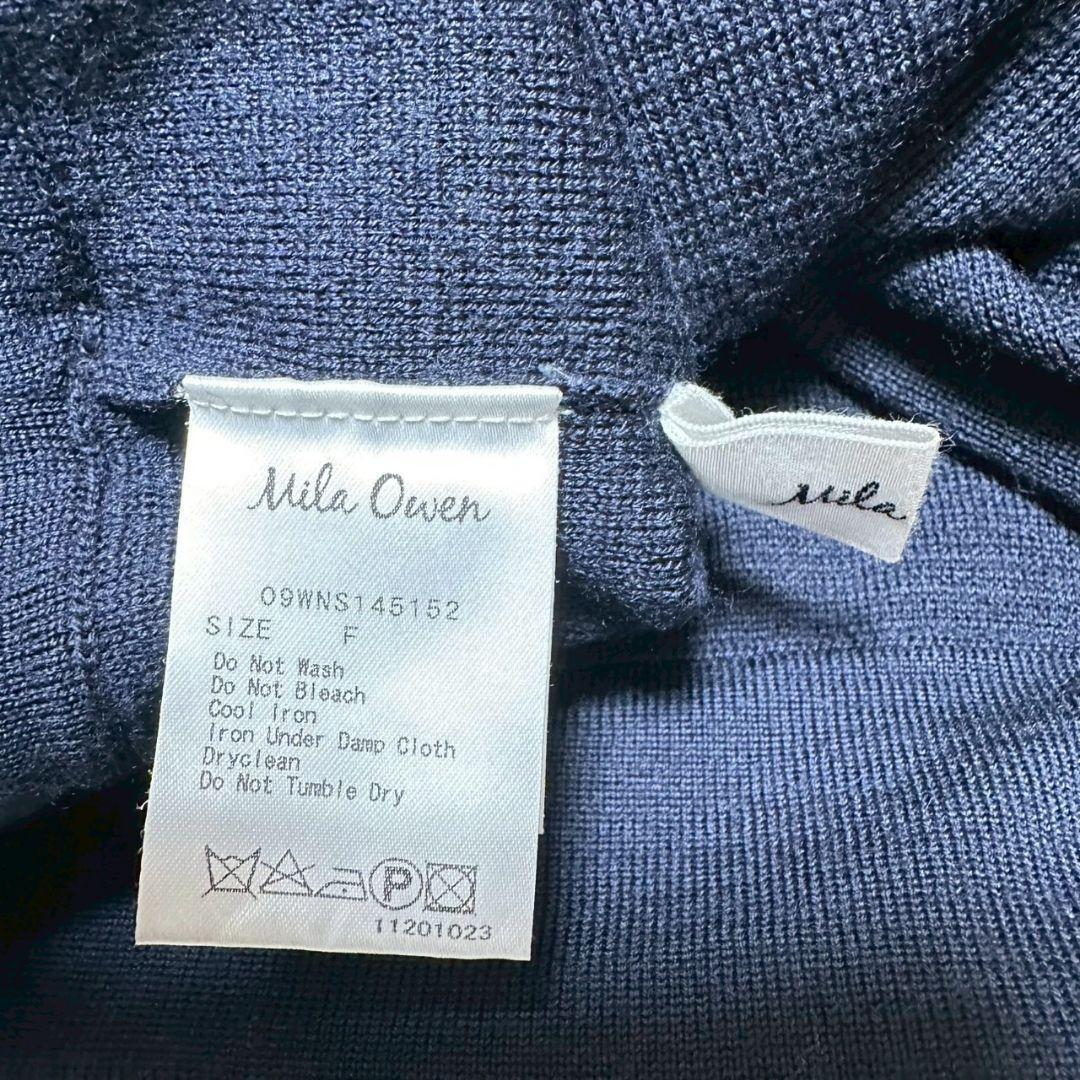 Mila Owen
09WNS145152
SIZE F
Do Not Wash
Do Not Bleach
Cool Iron
Iron Under Damp Cloth
Dryclean
Do Not Tumble Dry
P
11201023
Mila